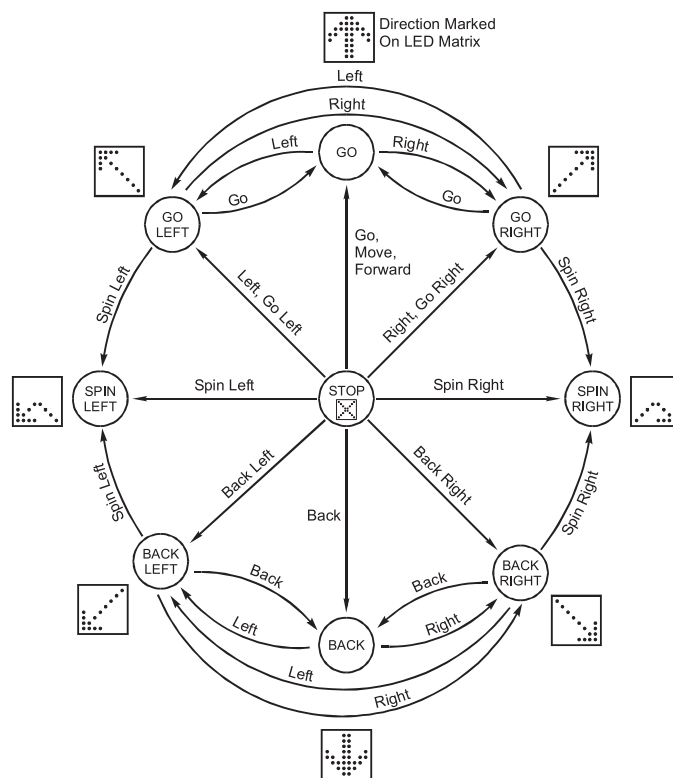 Direction Marked
On LED Matrix
Left
Right
Left
GO
Right
Go
Go
GO
LEFT
GO
RIGHT
Go,
Move,
Forward
Spin Left
Left, Go Left
Right, Go Right
Spin Right
SPIN
LEFT
Spin Left
STOP
Spin Right
SPIN
RIGHT
Spin Left
Back Left
Back
Back Right
Spin Right
BACK
LEFT
Back
Back
BACK
RIGHT
Left
BACK
Right
Left
Right